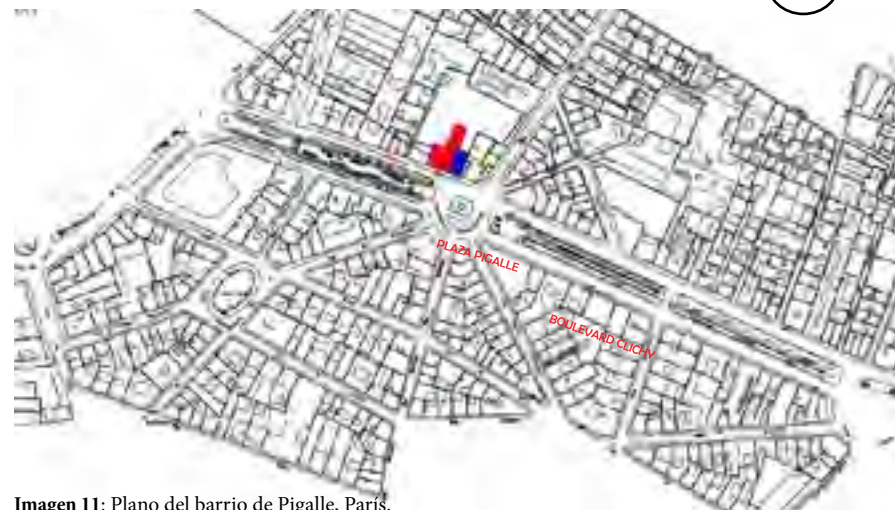 PLAZA PIGALLE
BOULEVARD CLICHY
Imagen 11: Plano del barrio de Pigalle. París.